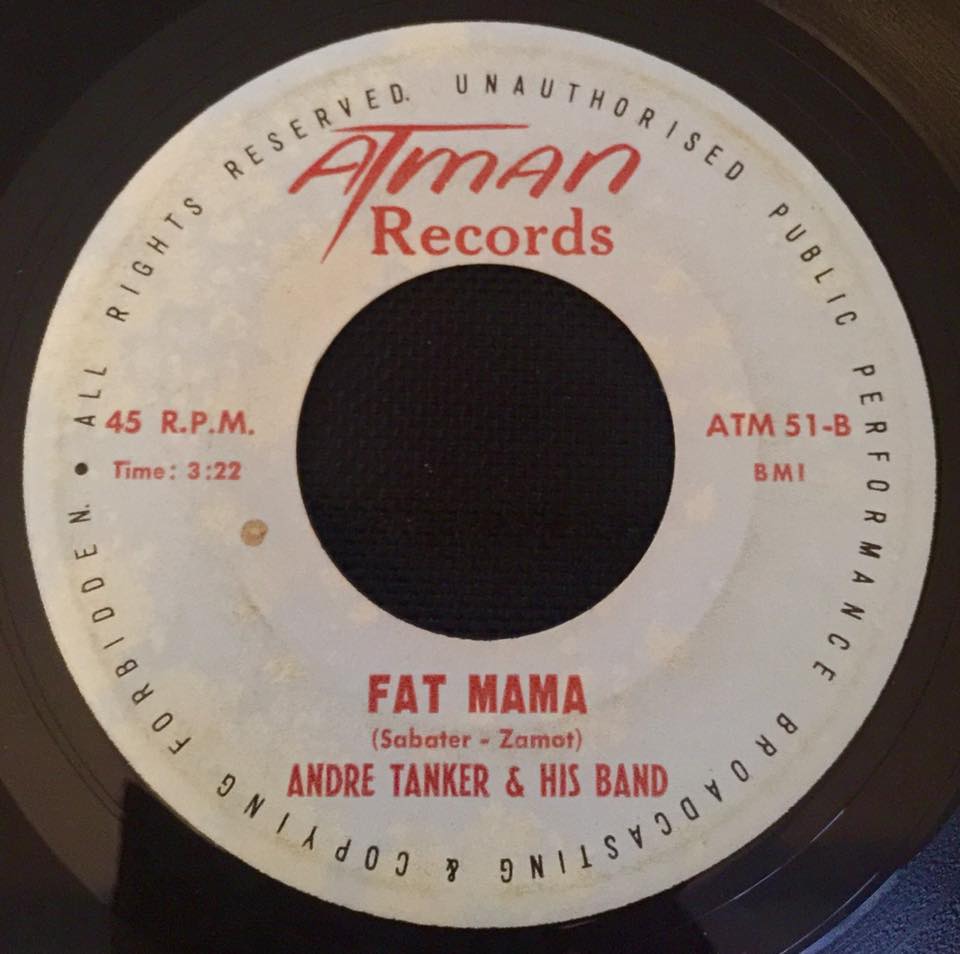 ATMAN
Records
45 R.P.M.
Time: 3:22
ATM 51-B
BMI
FAT MAMA
(Sabater - Zamot)
ANDRE TANKER & HIS BAND
ALL RIGHTS RESERVED. UNAUTHORISED PUBLIC PERFORMANCE BROADCASTING & COPYING FORBIDDEN. •